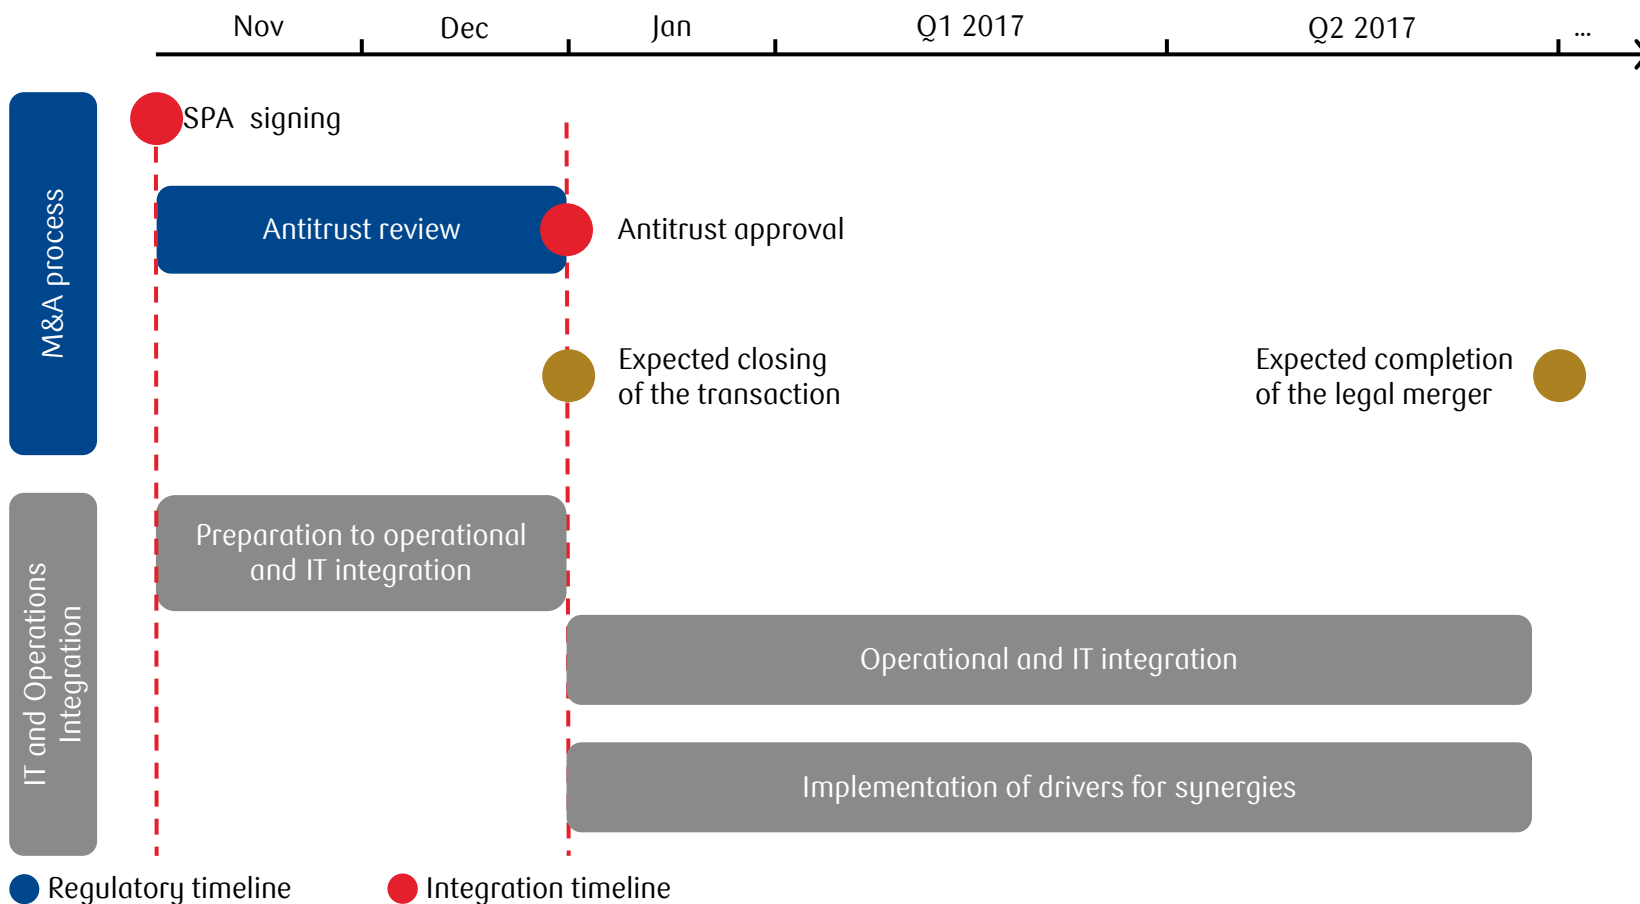 Nov Dec Jan Q1 2017 Q2 2017 ...
SPA signing
M&A process
Antitrust review
Antitrust approval
Expected closing
of the transaction
Expected completion
of the legal merger
IT and Operations
Integration
Preparation to operational
and IT integration
Operational and IT integration
Implementation of drivers for synergies
Regulatory timeline
Integration timeline